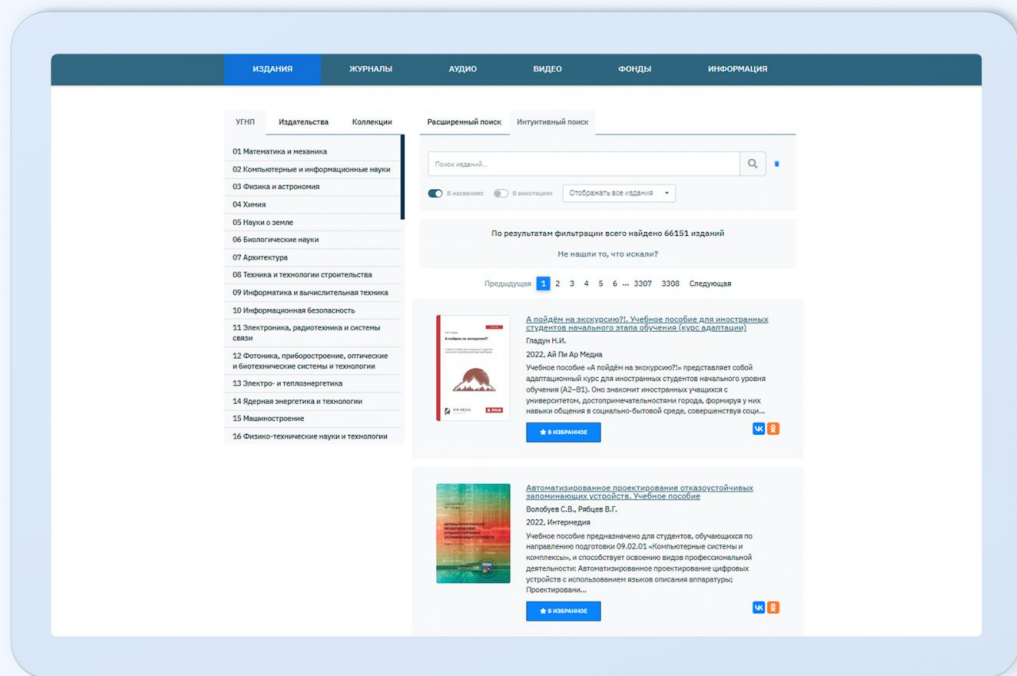 ИЗДАНИЯ ЖУРНАЛЫ АУДИО ВИДЕО ФОНДЫ ИНФОРМАЦИЯ
УГНП Издательства Коллекции
01 Математика и механика
02 Компьютерные и информационные науки
03 Физика и астрономия
04 Химия
05 Науки о земле
06 Биологические науки
07 Архитектура
08 Техника и технологии строительства
09 Информатика и вычислительная техника
10 Информационная безопасность
11 Электроника, радиотехника и системы
связи
12 Фотоника, приборостроение, оптические
и биотехнические системы и технологии
13 Электро- и теплоэнергетика
14 Ядерная энергетика и технологии
15 Машиностроение
16 Физико-технические науки и технологии
Расширенный поиск Интуитивный поиск
Поиск изданий...
В названиях В аннотациях Отображать все издания
По результатам фильтрации всего найдено 66151 изданий
Не нашли то, что искали?
Предыдущая 1 2 3 4 5 6 ... 3307 3308 Следующая
А пойдём на экскурсию?!
А пойдём на экскурсию?!. Учебное пособие для иностранных
студентов начального этапа обучения (курс адаптации)
Гладун Н.И.
2022, Ай Пи Ар Медиа
Учебное пособие «А пойдём на экскурсию?!» представляет собой
адаптационный курс для иностранных студентов начального уровня
обучения (А2–В1). Оно знакомит иностранных учащихся с
университетом, достопримечательностями города, формируя у них
навыки общения в социально-бытовой среде, совершенствуя соци...
В ИЗБРАННОЕ
АВТОМАТИЗИРОВАННОЕ
ПРОЕКТИРОВАНИЕ
ОТКАЗОУСТОЙЧИВЫХ
ЗАПОМИНАЮЩИХ УСТРОЙСТВ
Автоматизированное проектирование отказоустойчивых
запоминающих устройств. Учебное пособие
Волобуев С.В., Рябцев В.Г.
2022, Интермедия
Учебное пособие предназначено для студентов, обучающихся по
направлению подготовки 09.02.01 «Компьютерные системы и
комплексы», и способствует освоению видов профессиональной
деятельности: Автоматизированное проектирование цифровых
устройств с использованием языков описания аппаратуры;
Проектировани...
В ИЗБРАННОЕ